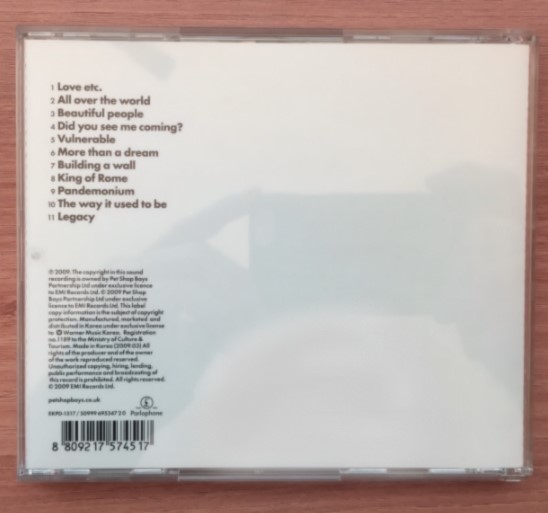 1 Love etc.
2 All over the world
3 Beautiful people
4 Did you see me coming?
5 Vulnerable
6 More than a dream
7 Building a wall
8 King of Rome
9 Pandemonium
10 The way it used to be
11 Legacy
℗ 2009. The copyright in this sound
recording is owned by Pet Shop Boys
Partnership Ltd under exclusive licence
to EMI Records Ltd. © 2009 Pet Shop
Boys Partnership Ltd under exclusive
licence to EMI Records Ltd. This label
copy information is the subject of copyright
protection. Manufactured, marketed and
distributed in Korea under exclusive license
to Warner Music Korea. Registration
no.1189 to the Ministry of Culture &
Tourism. Made in Korea (2009.03) All
rights of the producer and of the owner
of the work reproduced reserved.
Unauthorized copying, hiring, lending,
public performance and broadcasting of
this record is prohibited. All rights reserved.
© 2009 EMI Records Ltd.
petshopboys.co.uk
Parlophone
8 809217 574517